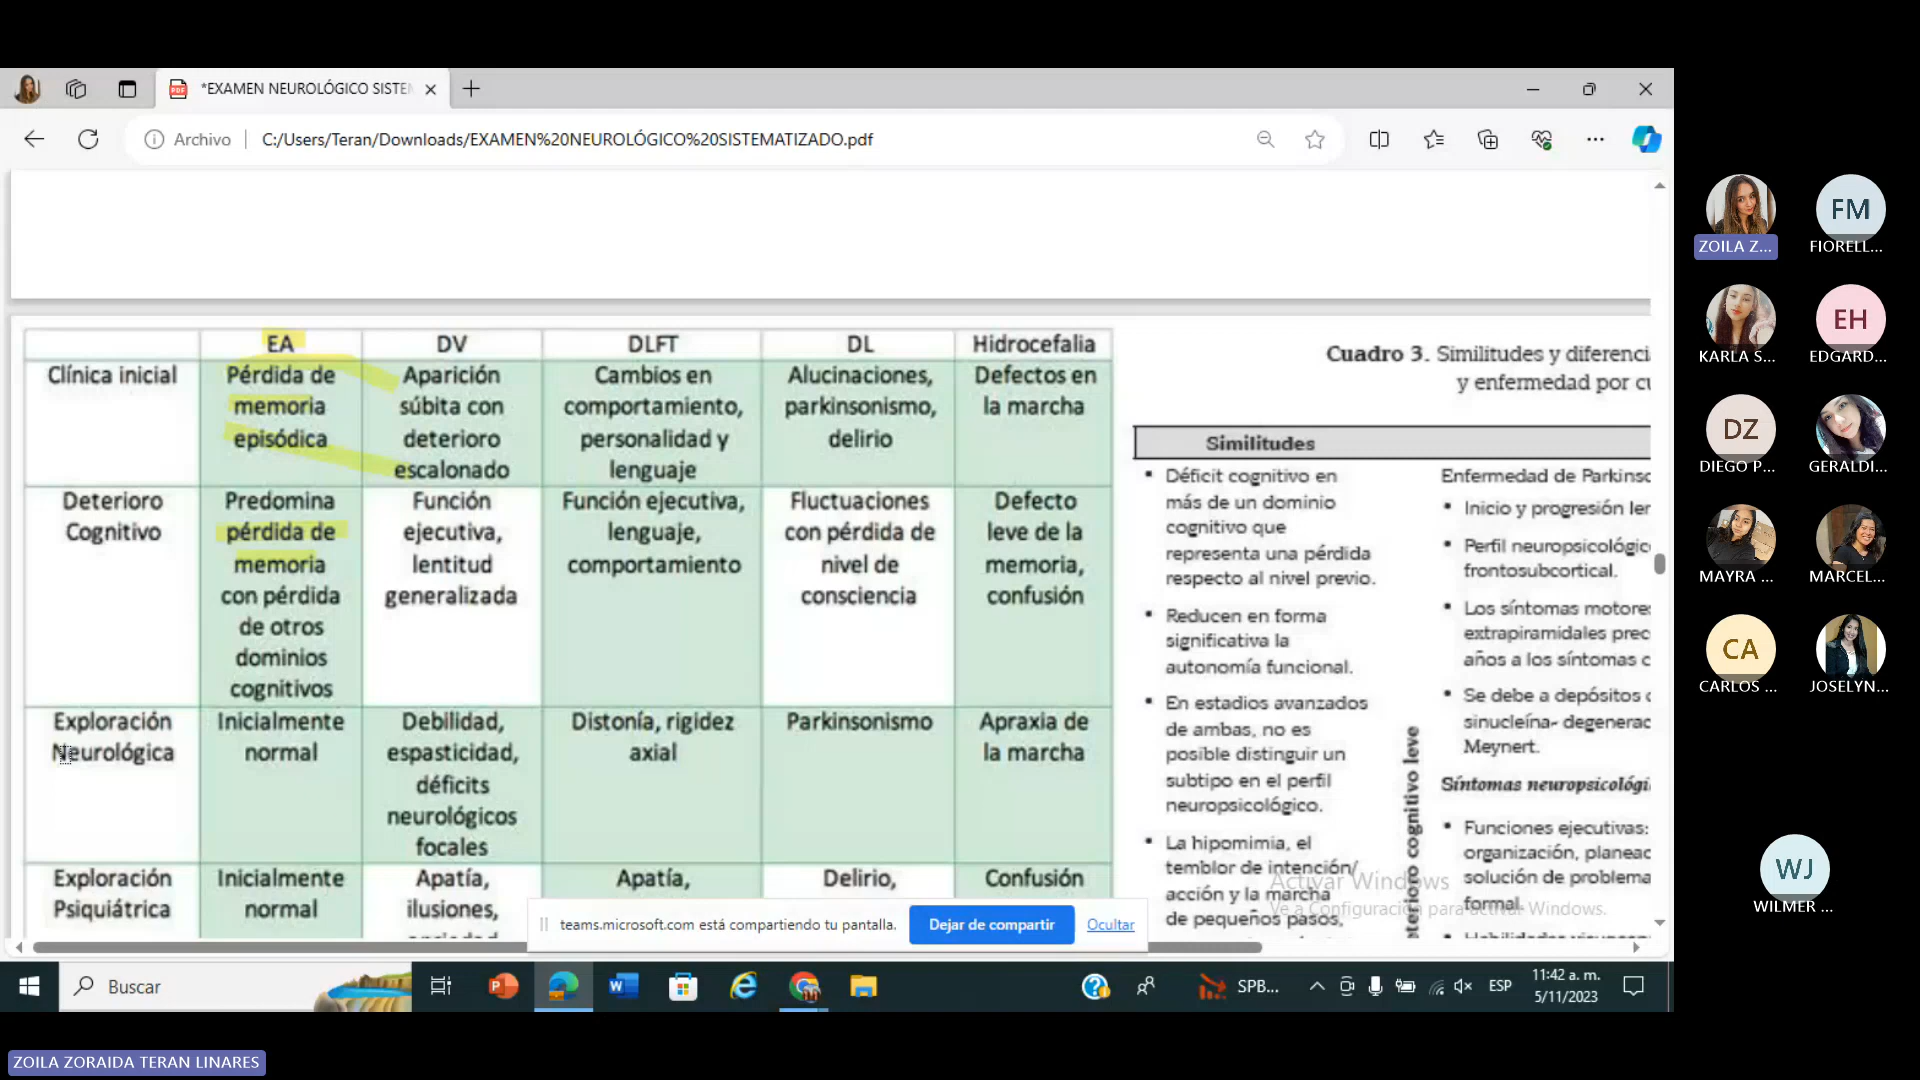 *EXAMEN NEUROLÓGICO SISTE
Archivo
C:/Users/Teran/Downloads/EXAMEN%20NEUROLÓGICO%20SISTEMATIZADO.pdf
EA
DV
DLFT
DL
Hidrocefalia
Clínica inicial
Pérdida de
memoria
episódica
Aparición
súbita con
deterioro
escalonado
Cambios en
comportamiento,
personalidad y
lenguaje
Alucinaciones,
parkinsonismo,
delirio
Defectos en
la marcha
Deterioro
Cognitivo
Predomina
pérdida de
memoria
con pérdida
de otros
dominios
cognitivos
Función
ejecutiva,
lentitud
generalizada
Función ejecutiva,
lenguaje,
comportamiento
Fluctuaciones
con pérdida de
nivel de
consciencia
Defecto
leve de la
memoria,
confusión
Exploración
Neurológica
Inicialmente
normal
Debilidad,
espasticidad,
déficits
neurológicos
focales
Distonía, rigidez
axial
Parkinsonismo
Apraxia de
la marcha
Exploración
Psiquiátrica
Inicialmente
normal
Apatía,
ilusiones,
Apatía,
Delirio,
Confusión
Cuadro 3. Similitudes y diferenci
y enfermedad por cu
Similitudes
▪ Déficit cognitivo en
más de un dominio
cognitivo que
representa una pérdida
respecto al nivel previo.
▪ Reducen en forma
significativa la
autonomía funcional.
▪ En estadios avanzados
de ambas, no es
posible distinguir un
subtipo en el perfil
neuropsicológico.
▪ La hipomimia, el
temblor de intención/
acción y la marcha
de pequeños pasos,
eterioro cognitivo leve
Enfermedad de Parkinso
▪ Inicio y progresión ler
▪ Perfil neuropsicológic
frontosubcortical.
▪ Los síntomas motore
extrapiramidales prec
años a los síntomas c
▪ Se debe a depósitos
sinucleína- degenerac
Meynert.
Síntomas neuropsicológi
▪ Funciones ejecutivas:
organización, planeac
solución de problema
formal.
Activar Windows
Ve a Configuración para activar Windows.
teams.microsoft.com está compartiendo tu pantalla.
Dejar de compartir
Ocultar
Buscar
SPB...
ESP
11:42 a. m.
5/11/2023
ZOILA Z...
FM
FIORELL...
KARLA S...
EH
EDGARD...
DZ
DIEGO P...
GERALDI...
MAYRA ...
MARCEL...
CA
CARLOS ...
JOSELYN...
WJ
WILMER ...
ZOILA ZORAIDA TERAN LINARES